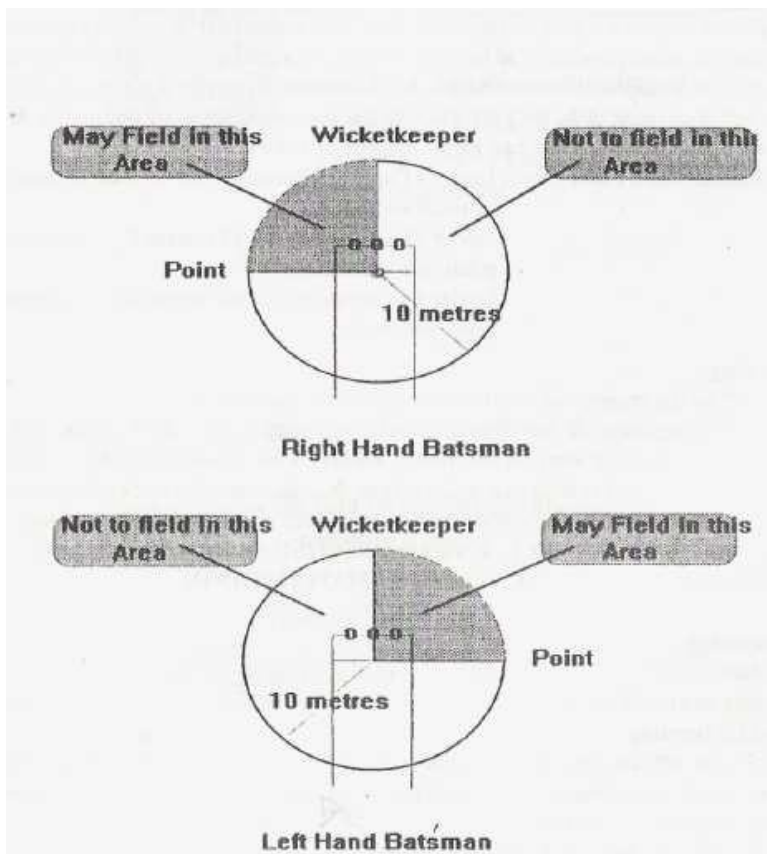 May Field in this
Area
Wicketkeeper
Not to field in this
Area
Point
10 metres
Right Hand Batsman
Not to field in this
Area
Wicketkeeper
May Field in this
Area
Point
10 metres
Left Hand Batsman